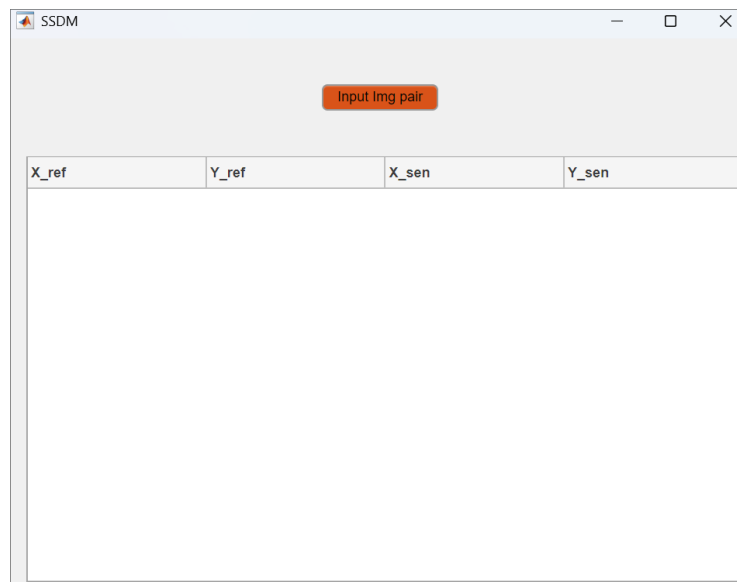 SSDM
Input Img pair
X_ref Y_ref X_sen Y_sen